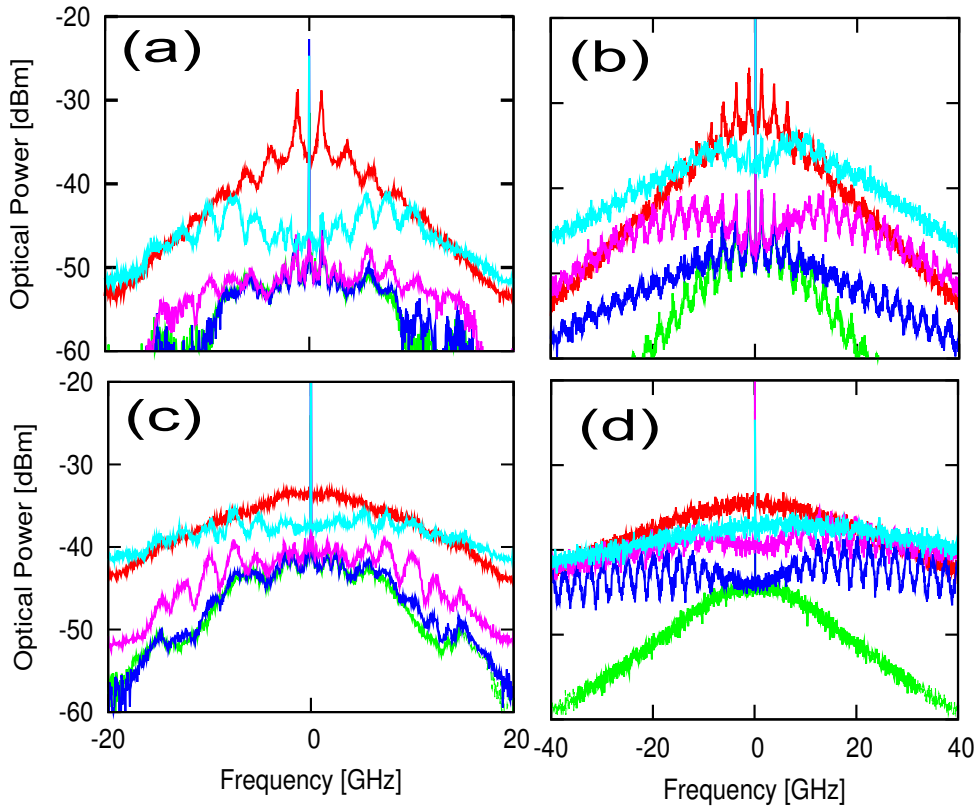 -20
(a)
(b)
-30
-40
-50
-60
Optical Power [dBm]
-20
(c)
(d)
-30
-40
-50
-60
Optical Power [dBm]
-20 0 20
-40 -20 0 20 40
Frequency [GHz]
Frequency [GHz]